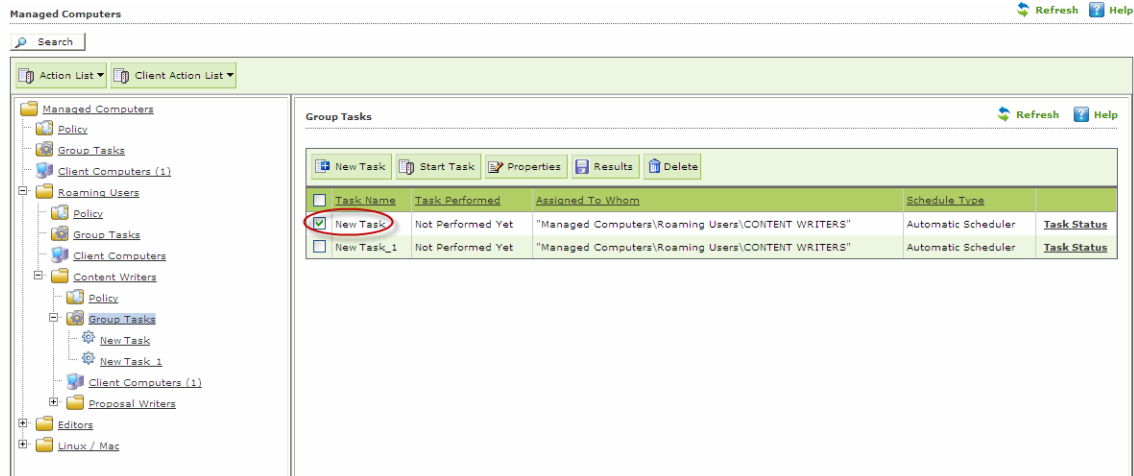 Managed Computers
Refresh Help
Search
Action List Client Action List
Managed Computers
Policy
Group Tasks
Client Computers (1)
Roaming Users
Policy
Group Tasks
Client Computers
Content Writers
Policy
Group Tasks
New Task
New Task_1
Client Computers (1)
Proposal Writers
Editors
Linux / Mac
Group Tasks
Refresh Help
New Task Start Task Properties Results Delete
Task Name Task Performed Assigned To Whom Schedule Type
New Task Not Performed Yet "Managed Computers\Roaming Users\CONTENT WRITERS" Automatic Scheduler Task Status
New Task_1 Not Performed Yet "Managed Computers\Roaming Users\CONTENT WRITERS" Automatic Scheduler Task Status